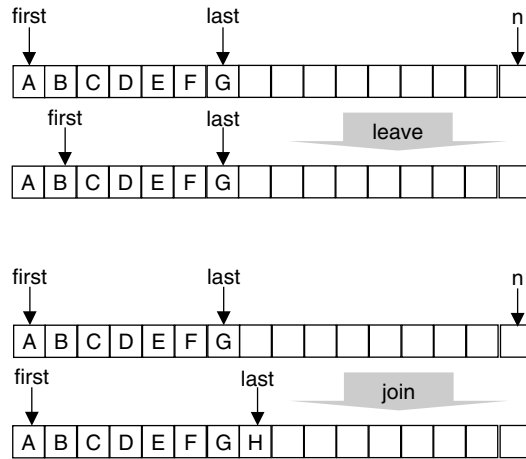 first last n
A B C D E F G
first last
leave
A B C D E F G
first last n
A B C D E F G
first last
join
A B C D E F G H